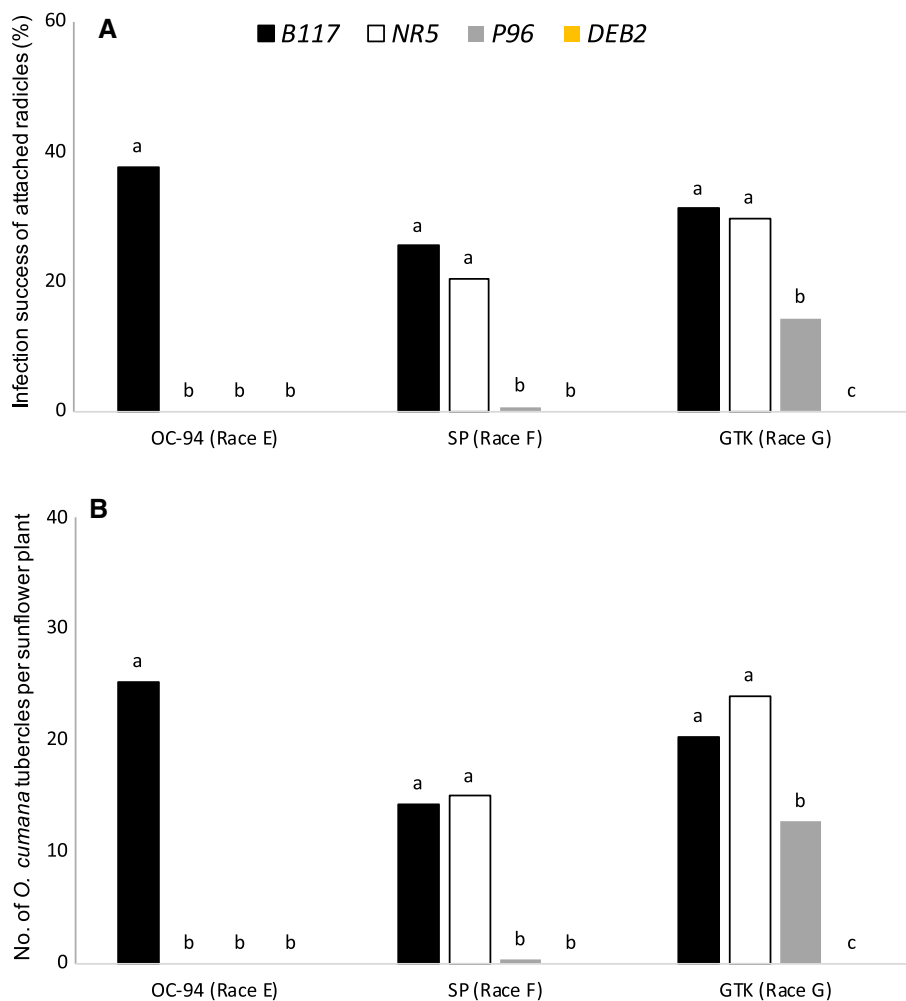 A
B117 NR5 P96 DEB2
Infection success of attached radicles (%)
60
40
20
0
a
b b b
a
a
b
b
a
a
b
c
OC-94 (Race E) SP (Race F) GTK (Race G)
B
No. of O. cumana tubercles per sunflower plant
40
30
20
10
0
a
b b b
a
a
b
b
a
a
b
c
OC-94 (Race E) SP (Race F) GTK (Race G)